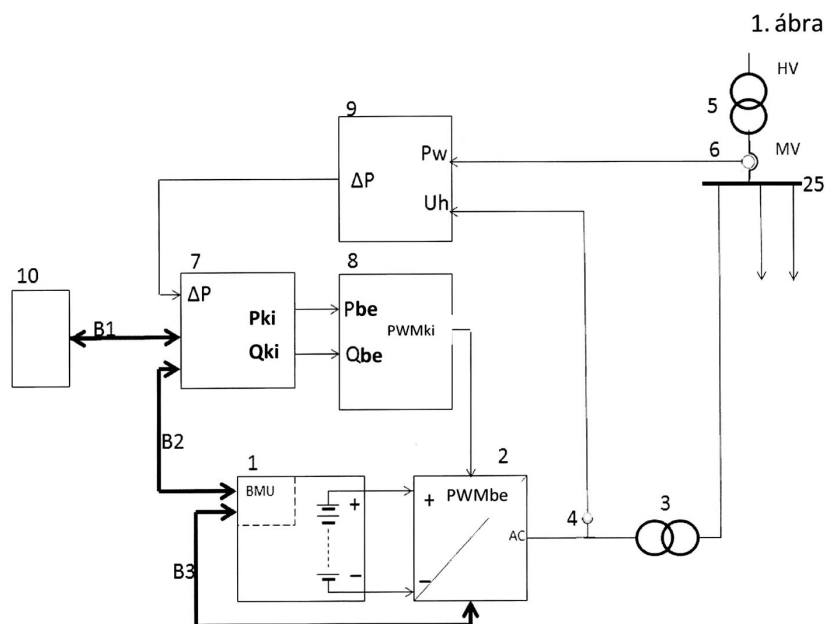 1. ábra
HV
5
6
MV
25
9
Pw
ΔP
Uh
10
7
8
ΔP
Pki
Pbe
PWMki
B1
Qki
Qbe
B2
1
2
BMU
+
+
PWMbe
3
4
AC
B3
−
−